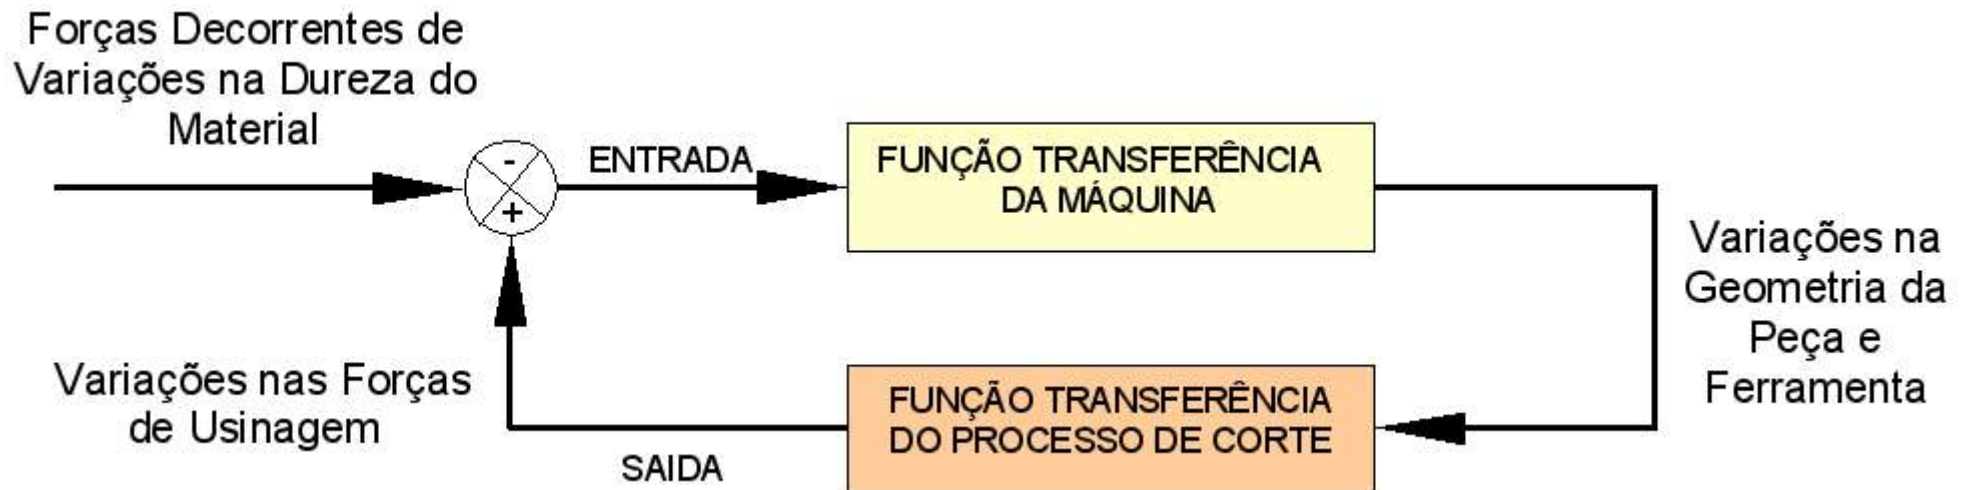 Forças Decorrentes de
Variações na Dureza do
Material
-
+
ENTRADA
FUNÇÃO TRANSFERÊNCIA
DA MÁQUINA
Variações na
Geometria da
Peça e
Ferramenta
FUNÇÃO TRANSFERÊNCIA
DO PROCESSO DE CORTE
SAIDA
Variações nas Forças
de Usinagem